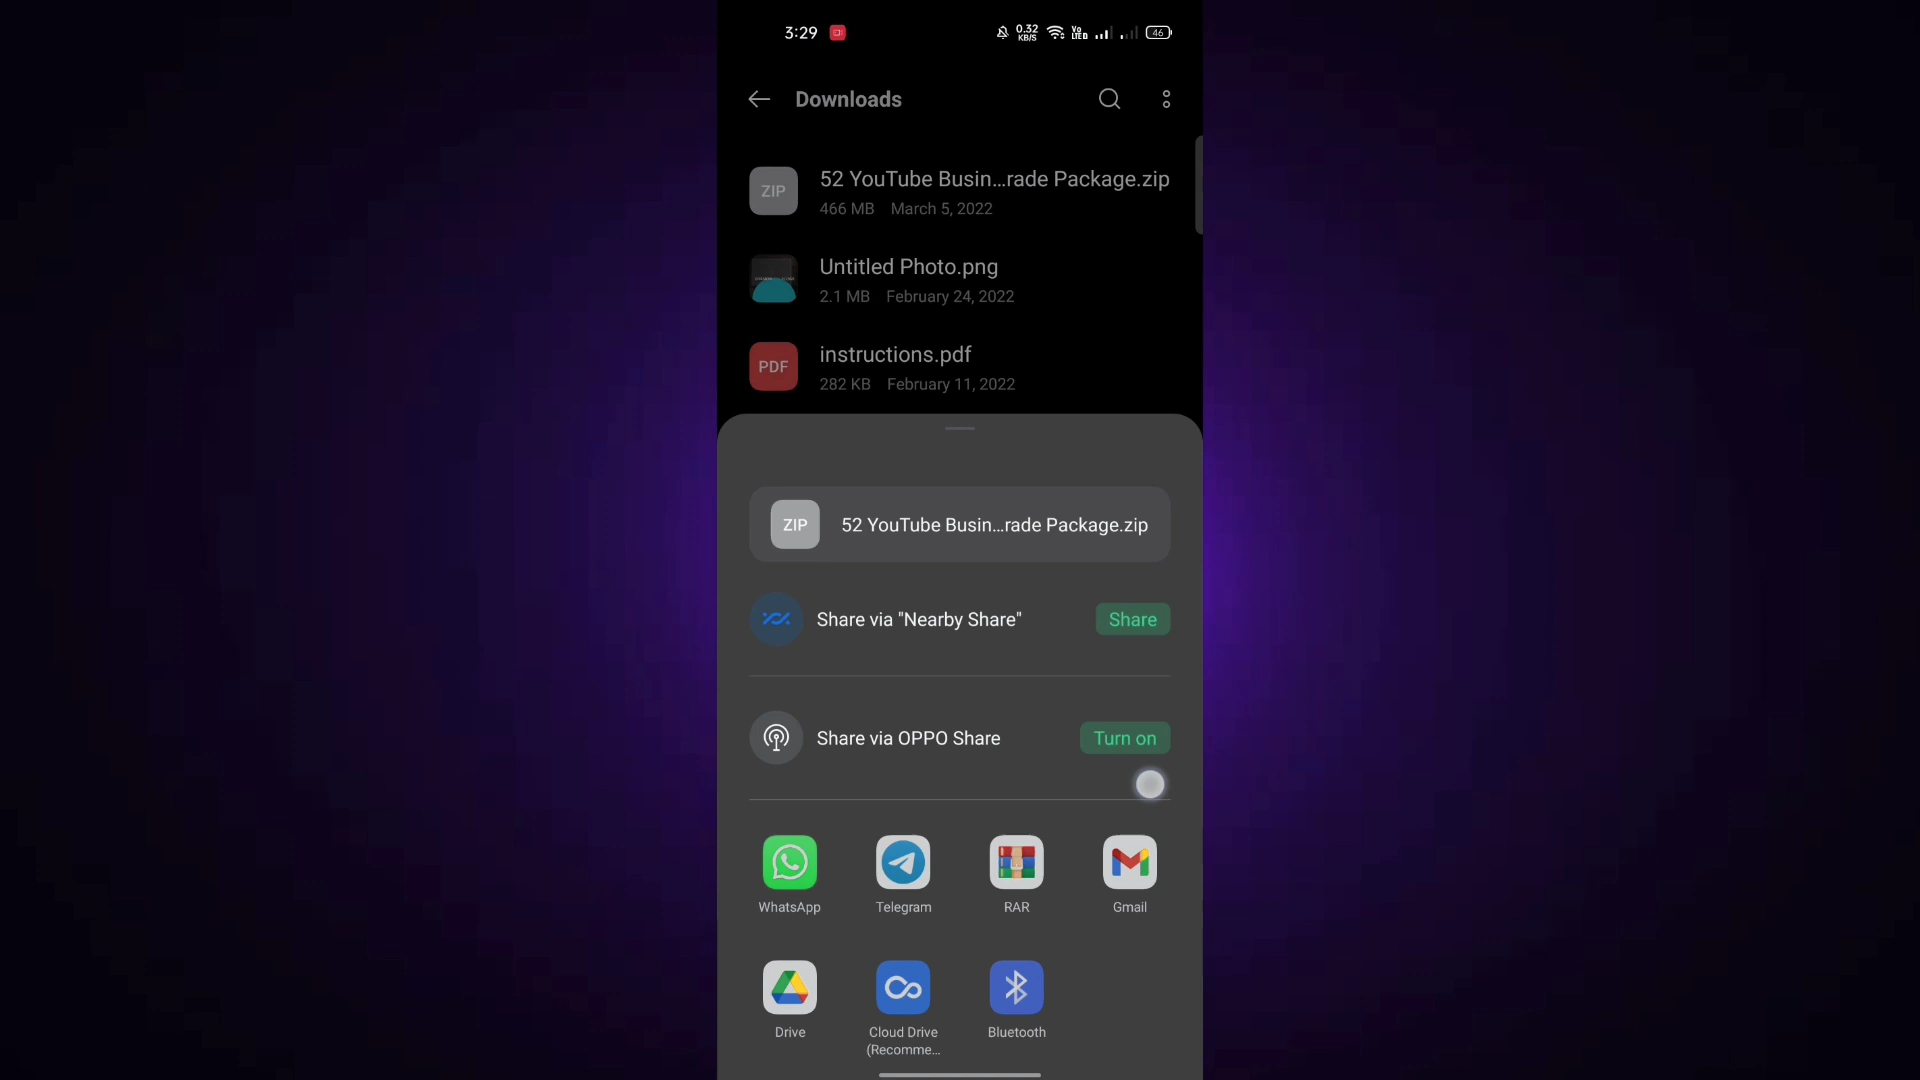 3:29
0.32
KB/S
Vo
LTE D
46
Downloads
ZIP
52 YouTube Busin...rade Package.zip
466 MB March 5, 2022
Untitled Photo.png
2.1 MB February 24, 2022
PDF
instructions.pdf
282 KB February 11, 2022
ZIP
52 YouTube Busin...rade Package.zip
Share via "Nearby Share"
Share
Share via OPPO Share
Turn on
WhatsApp
Telegram
RAR
Gmail
Drive
Cloud Drive
(Recomme...
Bluetooth